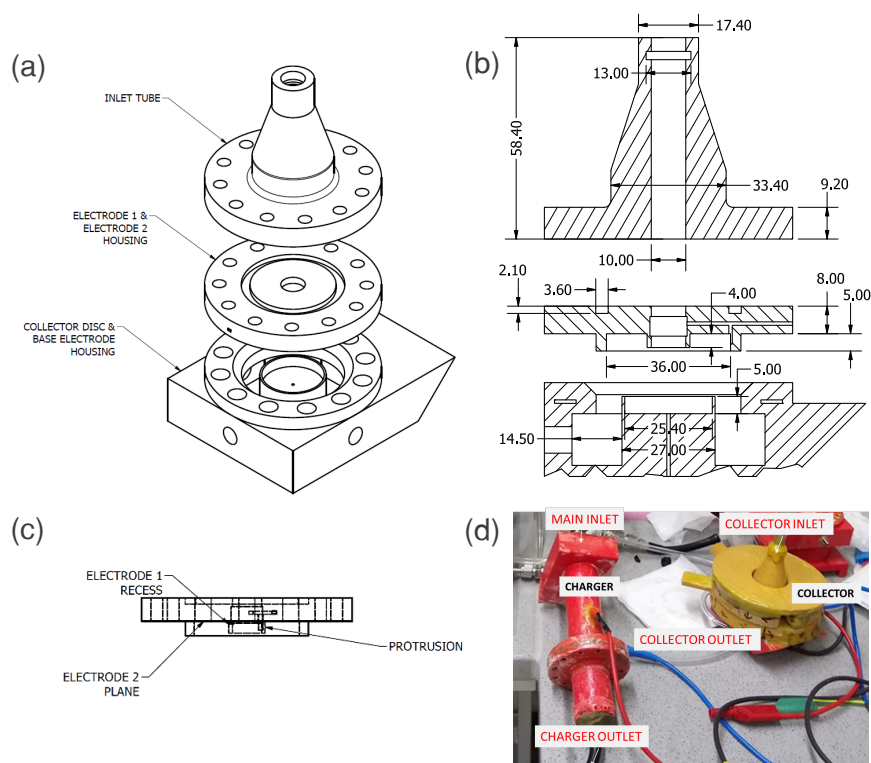 (a)
INLET TUBE
ELECTRODE 1 &
ELECTRODE 2
HOUSING
COLLECTOR DISC &
BASE ELECTRODE
HOUSING
(b)
17.40
13.00
58.40
33.40
9.20
10.00
2.10
3.60
4.00
8.00
5.00
36.00
5.00
14.50
25.40
27.00
(c)
ELECTRODE 1
RECESS
PROTRUSION
ELECTRODE 2
PLANE
(d)
MAIN INLET
COLLECTOR INLET
CHARGER
COLLECTOR
COLLECTOR OUTLET
CHARGER OUTLET